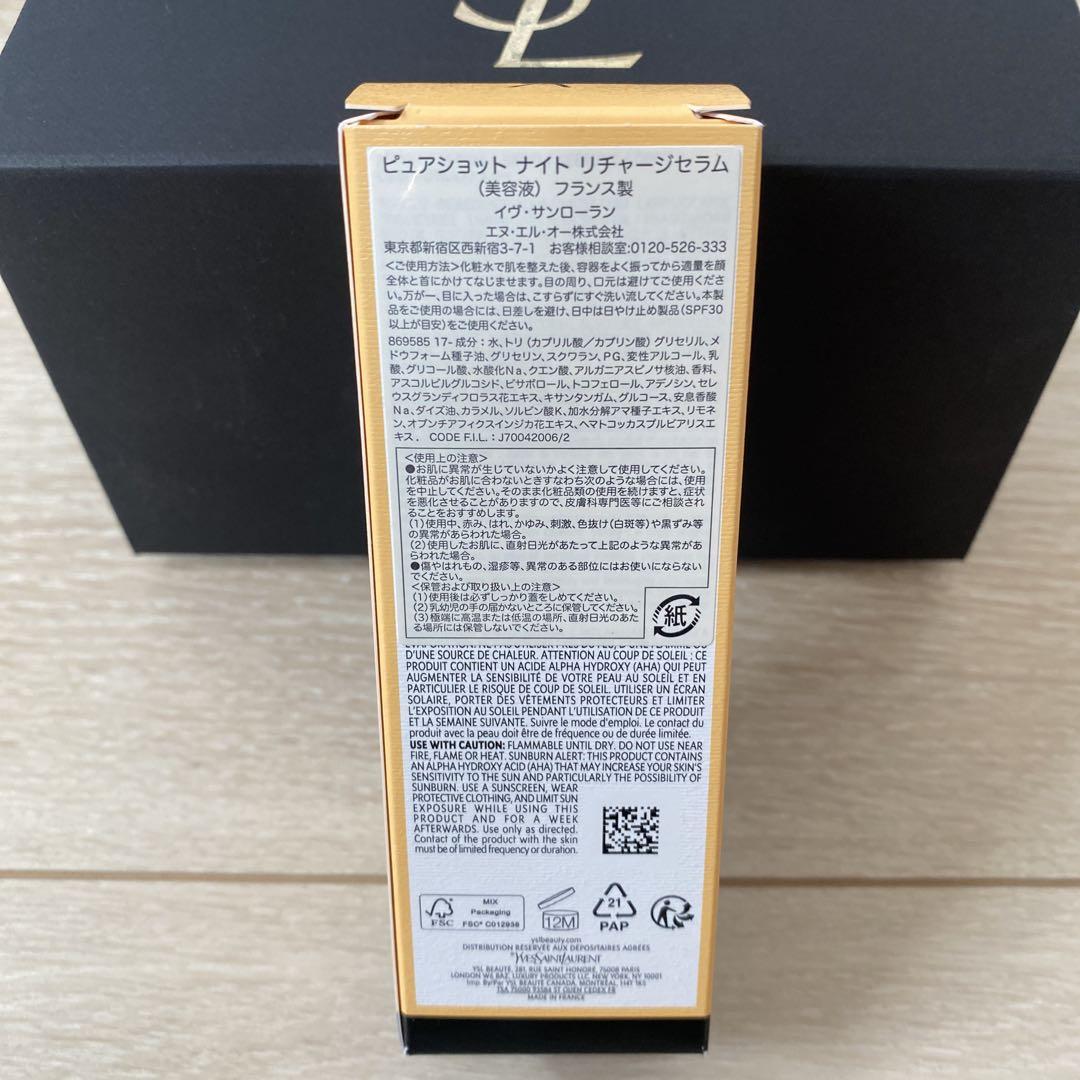 YSL
ピュアショット ナイト リチャージセラム
(美容液) フランス製
イヴ・サンローラン
エヌ・エル・オー株式会社
東京都新宿区西新宿3-7-1 お客様相談室:0120-526-333
<ご使用方法>化粧水で肌を整えた後、容器をよく振ってから適量を顔
全体と首にかけてなじませます。目の周り、口元は避けてご使用くださ
い。万が一、目に入った場合は、こすらずにすぐ洗い流してください。本製
品をご使用の場合には、日差しを避け、日中は日やけ止め製品(SPF30
以上が目安)をご使用ください。
869585 17-成分:水、トリ(カプリル酸/カプリン酸)グリセリル、メ
ドウフォーム種子油、グリセリン、スクワラン、PG、変性アルコール、乳
酸、グリコール酸、水酸化Na、クエン酸、アルガニアスピノサ核油、香料、
アスコルビルグルコシド、ビサボロール、トコフェロール、アデノシン、セレ
ウスグランディフロラス花エキス、キサンタンガム、グルコース、安息香酸
Na、ダイズ油、カラメル、ソルビン酸K、加水分解アマ種子エキス、リモネ
ン、オプンチアフィクスインジカ花エキス、ヘマトコッカスプルビアリスエ
キス. CODE F.I.L.:J70042006/2
<使用上の注意>
●お肌に異常が生じていないかよく注意して使用してください。
化粧品がお肌に合わないときすなわち次のような場合には、使用
を中止してください。そのまま化粧品類の使用を続けますと、症状
を悪化させることがありますので、皮膚科専門医等にご相談され
ることをおすすめします。
(1)使用中、赤み、はれ、かゆみ、刺激、色抜け(白斑等)や黒ずみ等
の異常があらわれた場合。
(2)使用したお肌に、直射日光があたって上記のような異常があ
らわれた場合。
●傷やはれもの、湿疹等、異常のある部位にはお使いにならない
でください。
<保管および取り扱い上の注意>
(1)使用後は必ずしっかり蓋をしめてください。
(2)乳幼児の手の届かないところに保管してください。
(3)極端に高温または低温の場所、直射日光のあた
る場所には保管しないでください。
紙
D'UNE SOURCE DE CHALEUR. ATTENTION AU COUP DE SOLEIL : CE
PRODUIT CONTIENT UN ACIDE ALPHA HYDROXY (AHA) QUI PEUT
AUGMENTER LA SENSIBILITÉ DE VOTRE PEAU AU SOLEIL ET EN
PARTICULIER LE RISQUE DE COUP DE SOLEIL. UTILISER UN ÉCRAN
SOLAIRE, PORTER DES VÊTEMENTS PROTECTEURS ET LIMITER
L'EXPOSITION AU SOLEIL PENDANT L'UTILISATION DE CE PRODUIT
ET LA SEMAINE SUIVANTE. Suivre le mode d'emploi. Le contact du
produit avec la peau doit être de fréquence ou de durée limitée.
USE WITH CAUTION: FLAMMABLE UNTIL DRY. DO NOT USE NEAR
FIRE, FLAME OR HEAT. SUNBURN ALERT: THIS PRODUCT CONTAINS
AN ALPHA HYDROXY ACID (AHA) THAT MAY INCREASE YOUR SKIN'S
SENSITIVITY TO THE SUN AND PARTICULARLY THE POSSIBILITY OF
SUNBURN. USE A SUNSCREEN, WEAR
PROTECTIVE CLOTHING, AND LIMIT SUN
EXPOSURE WHILE USING THIS
PRODUCT AND FOR A WEEK
AFTERWARDS. Use only as directed.
Contact of the product with the skin
must be of limited frequency or duration.
FSC
MIX
Packaging
FSC® C012938
12M
21
PAP
yslbeauty.com
DISTRIBUTION RÉSERVÉE AUX DÉPOSITAIRES AGRÉÉS
YVESSAINTLAURENT
YSL BEAUTÉ, 281, RUE SAINT HONORÉ, 75008 PARIS
LONDON W6 8AZ. LUXURY PRODUCTS LLC, NEW YORK, NY 10001
Imp. By/Par YSL BEAUTÉ CANADA, MONTRÉAL, H4T 1K5
TSA 75000 93584 ST OUEN CEDEX FR
MADE IN FRANCE